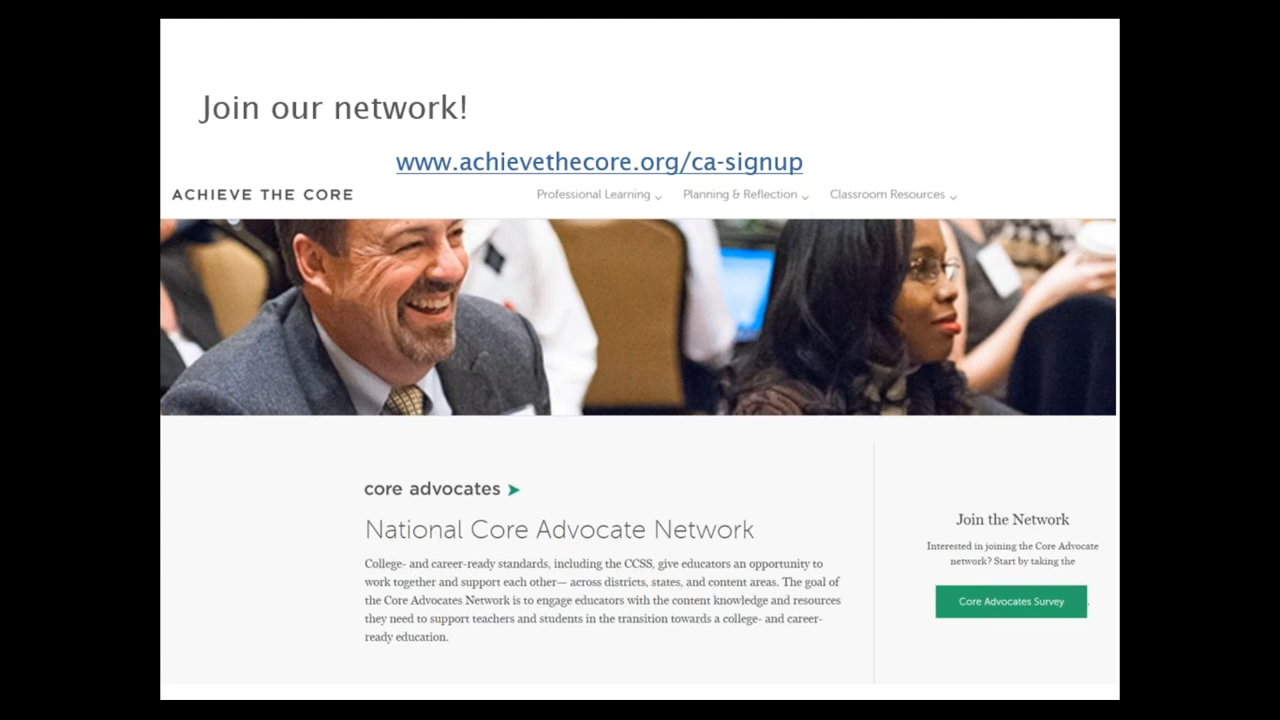 Join our network!
www.achievethecore.org/ca-signup
ACHIEVE THE CORE
Professional Learning
Planning & Reflection
Classroom Resources
core advocates
National Core Advocate Network
College- and career-ready standards, including the CCSS, give educators an opportunity to
work together and support each other— across districts, states, and content areas. The goal of
the Core Advocates Network is to engage educators with the content knowledge and resources
they need to support teachers and students in the transition towards a college- and career-
ready education.
Join the Network
Interested in joining the Core Advocate
network? Start by taking the
Core Advocates Survey.